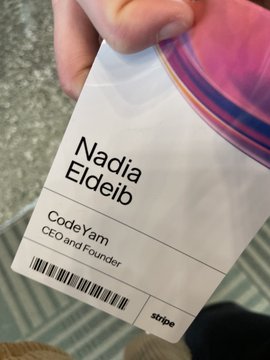 Nadia
Eldeib
CodeYam
CEO and Founder
stripe